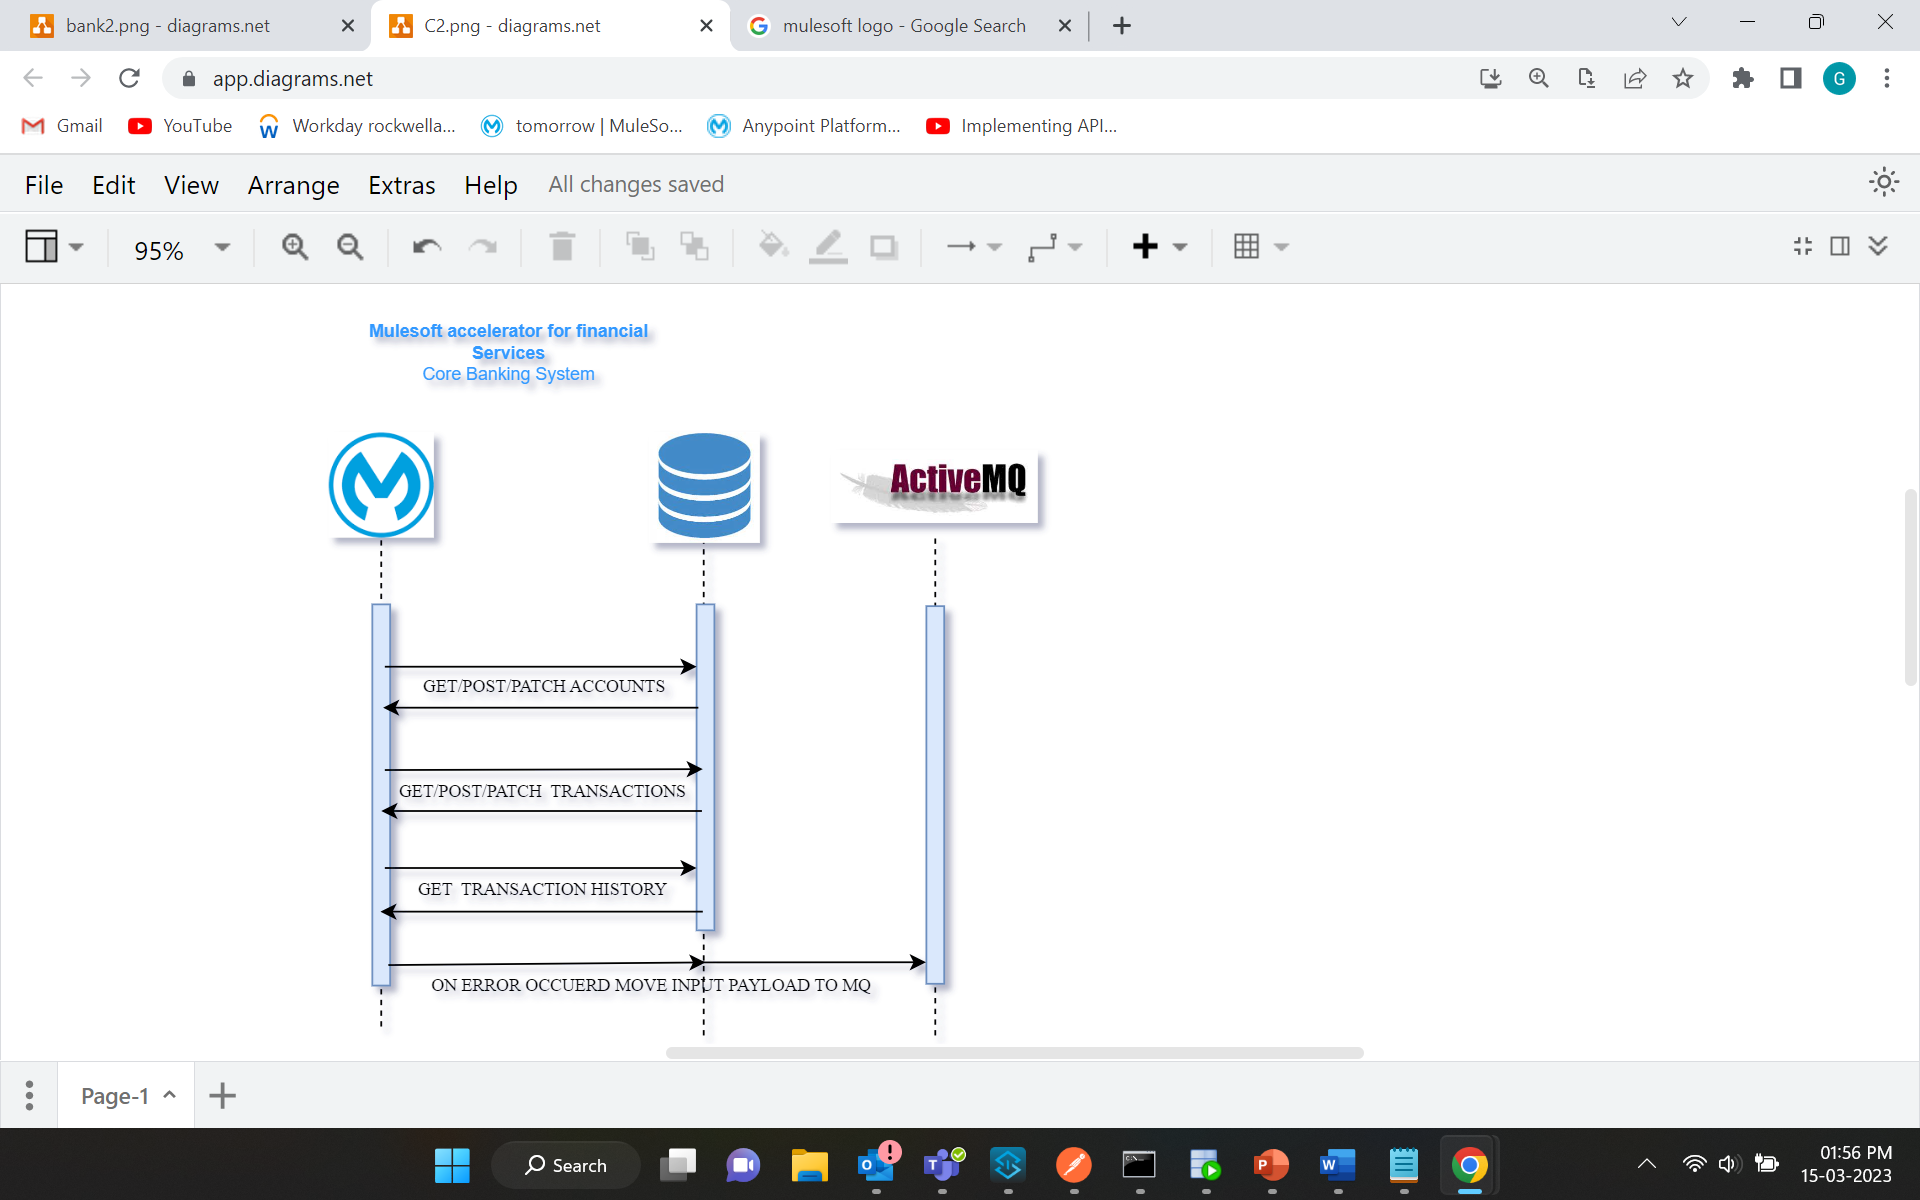 bank2.png - diagrams.net
C2.png - diagrams.net
mulesoft logo - Google Search
app.diagrams.net
G
Gmail
YouTube
Workday rockwella...
tomorrow | MuleSo...
Anypoint Platform...
Implementing API...
File Edit View Arrange Extras Help All changes saved
95%
Mulesoft accelerator for financial
Services
Core Banking System
ActiveMQ
GET/POST/PATCH ACCOUNTS
GET/POST/PATCH  TRANSACTIONS
GET  TRANSACTION HISTORY
ON ERROR OCCUERD MOVE INPUT PAYLOAD TO MQ
Page-1
Search
01:56 PM
15-03-2023